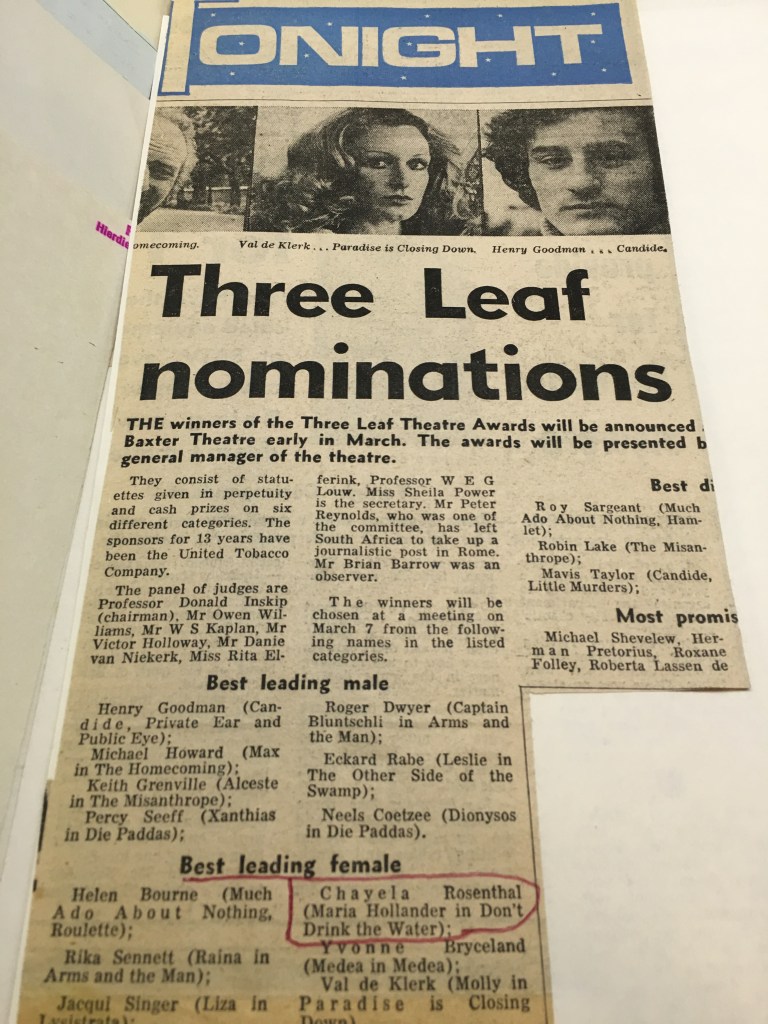 TONIGHT
Hierdie
omecoming.
Val de Klerk . . . Paradise is Closing Down.
Henry Goodman . . . Candide.
Three Leaf
nominations
THE winners of the Three Leaf Theatre Awards will be announced
Baxter Theatre early in March. The awards will be presented b
general manager of the theatre.
They consist of statu-
ettes given in perpetuity
and cash prizes on six
different categories. The
sponsors for 13 years have
been the United Tobacco
Company.
The panel of judges are
Professor Donald Inskip
(chairman), Mr Owen Wil-
liams, Mr W S Kaplan, Mr
Victor Holloway, Mr Danie
van Niekerk, Miss Rita El-
ferink, Professor W E G
Louw. Miss Sheila Power
is the secretary. Mr Peter
Reynolds, who was one of
the committee, has left
South Africa to take up a
journalistic post in Rome.
Mr Brian Barrow was an
observer.
The winners will be
chosen at a meeting on
March 7 from the follow-
ing names in the listed
categories.
Best di
Roy Sargeant (Much
Ado About Nothing, Ham-
let);
Robin Lake (The Misan-
thrope);
Mavis Taylor (Candide,
Little Murders);
Most promis
Michael Shevelew, Her-
man Pretorius, Roxane
Folley, Roberta Lassen de
Best leading male
Henry Goodman (Can-
dide, Private Ear and
Public Eye);
Michael Howard (Max
in The Homecoming);
Keith Grenville (Alceste
in The Misanthrope);
Percy Seeff (Xanthias
in Die Paddas);
Roger Dwyer (Captain
Bluntschli in Arms and
the Man);
Eckard Rabe (Leslie in
The Other Side of the
Swamp);
Neels Coetzee (Dionysos
in Die Paddas).
Best leading female
Helen Bourne (Much
Ado About Nothing,
Roulette);
Rika Sennett (Raina in
Arms and the Man);
Jacqui Singer (Liza in
Lysistrata);
Chayela Rosenthal
(Maria Hollander in Don't
Drink the Water);
Yvonne Bryceland
(Medea in Medea);
Val de Klerk (Molly in
Paradise is Closing
Down)